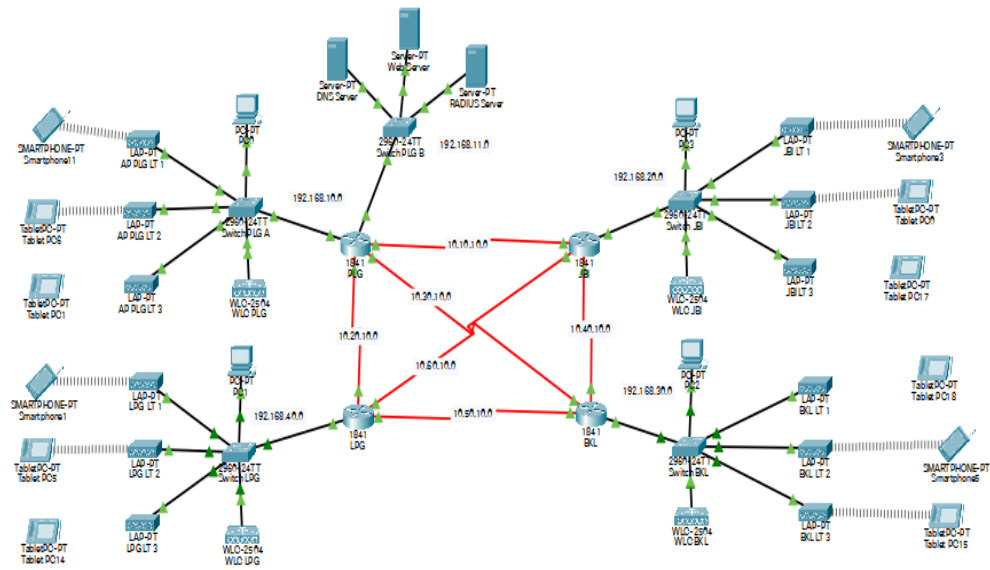 Server-PT
Web Server
Server-PT
DNS Server
Server-PT
RADIUS Server
2960-24TT
Switch PLG B
192.168.11.0
SMARTPHONE-PT
Smartphone11
LAP-PT
AP PLG LT 1
PC-PT
TabletPC-PT
Tablet PC6
LAP-PT
AP PLG LT 2
2960-24TT
Switch PLG A
192.168.10.0
TabletPC-PT
Tablet PC1
LAP-PT
AP PLG LT 3
WLC-2504
WLC PLG
1841
PLG
10.10.10.0
1841
JBI
192.168.20.0
PC-PT
PC3
LAP-PT
JBI LT 1
SMARTPHONE-PT
Smartphone3
2960-24TT
Switch JBI
LAP-PT
JBI LT 2
TabletPC-PT
LAP-PT
JBI LT 3
TabletPC-PT
Tablet PC17
WLC-2504
WLC JBI
10.30.10.0
10.20.10.0
10.40.10.0
10.60.10.0
10.50.10.0
SMARTPHONE-PT
Smartphone1
LAP-PT
LPG LT 1
PC-PT
192.168.40.0
1841
LPG
TabletPC-PT
Tablet PC5
LAP-PT
LPG LT 2
2960-24TT
Switch LPG
TabletPC-PT
Tablet PC14
LAP-PT
LPG LT 3
WLC-2504
WLC LPG
1841
BKL
192.168.30.0
PC-PT
PC2
LAP-PT
BKL LT 1
TabletPC-PT
Tablet PC18
2960-24TT
Switch BKL
LAP-PT
BKL LT 2
SMARTPHONE-PT
WLC-2504
WLC BKL
LAP-PT
BKL LT 3
TabletPC-PT
Tablet PC15